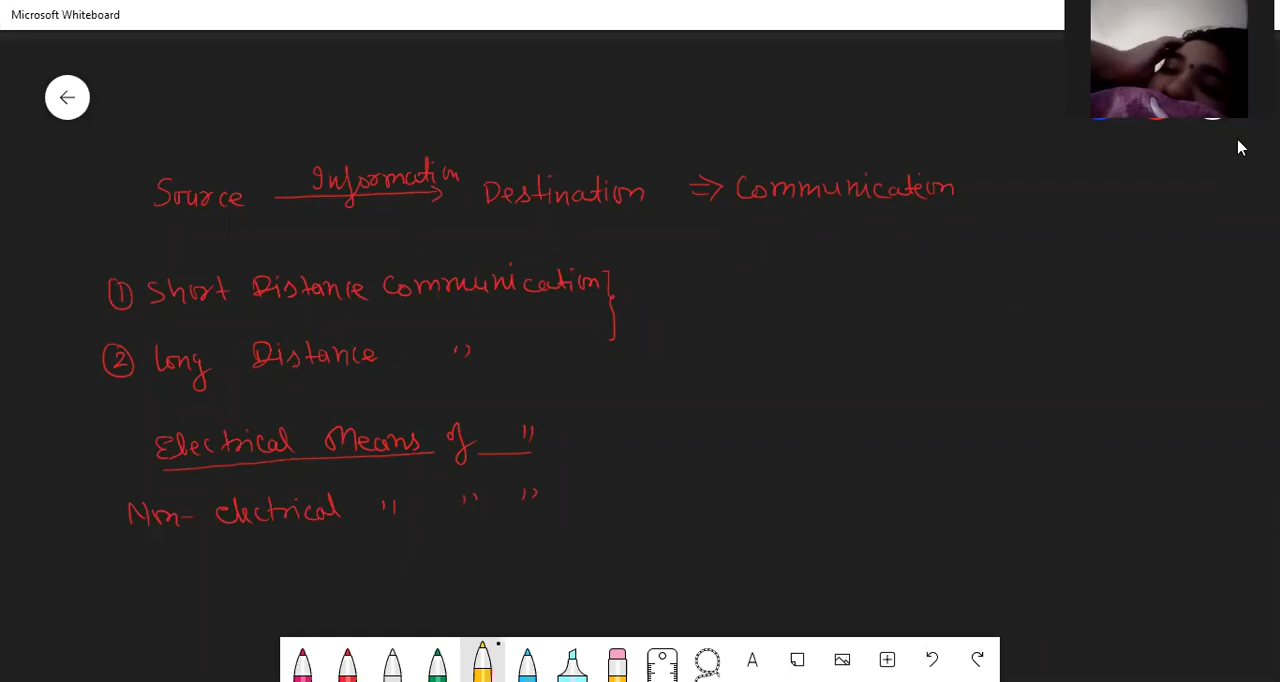 Microsoft Whiteboard
Source Information Destination ⇒ Communication
① Short Distance Communication
② Long Distance "
Electrical Means of "
Non-electrical " " "
A